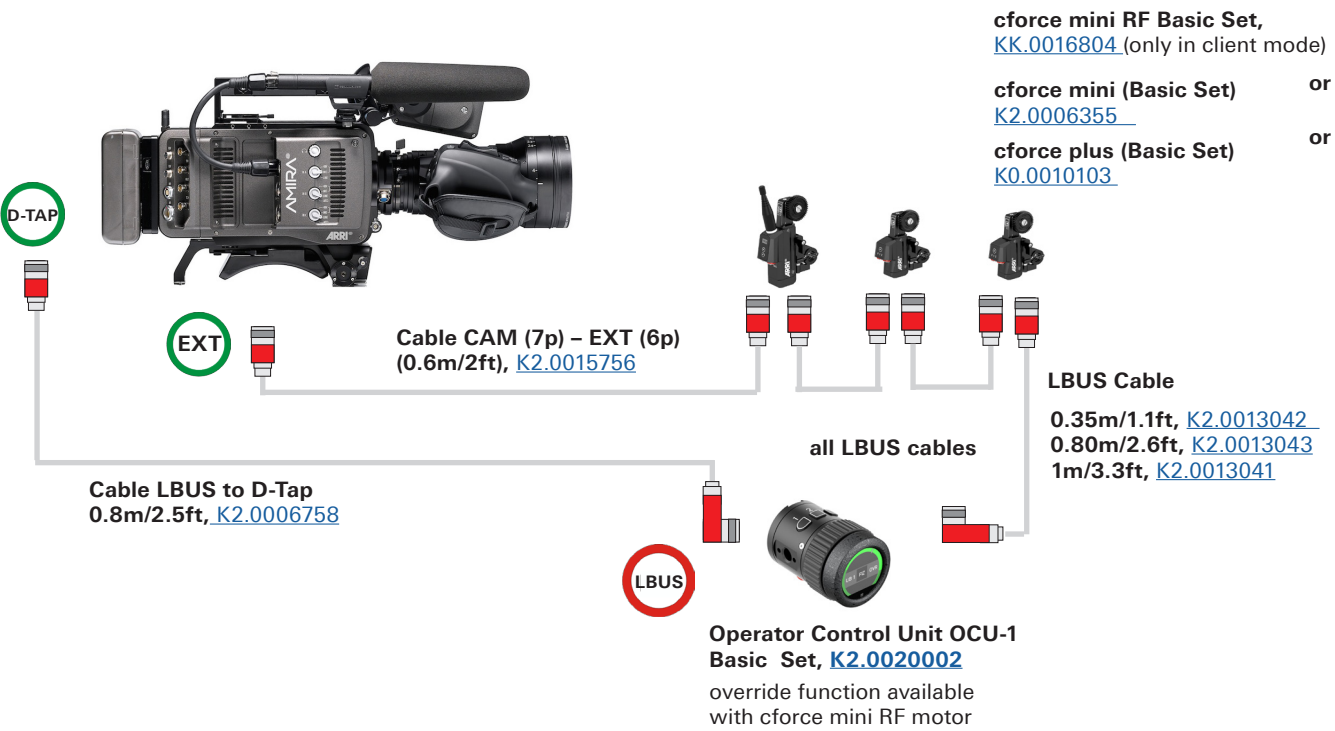 cforce mini RF Basic Set,
KK.0016804 (only in client mode)
or
cforce mini (Basic Set)
K2.0006355
or
cforce plus (Basic Set)
K0.0010103
D-TAP
AMIRA
ARRI
EXT
Cable CAM (7p) – EXT (6p)
(0.6m/2ft), K2.0015756
LBUS Cable
0.35m/1.1ft, K2.0013042
0.80m/2.6ft, K2.0013043
1m/3.3ft, K2.0013041
all LBUS cables
Cable LBUS to D-Tap
0.8m/2.5ft, K2.0006758
LBUS
Operator Control Unit OCU-1
Basic Set, K2.0020002
override function available
with cforce mini RF motor